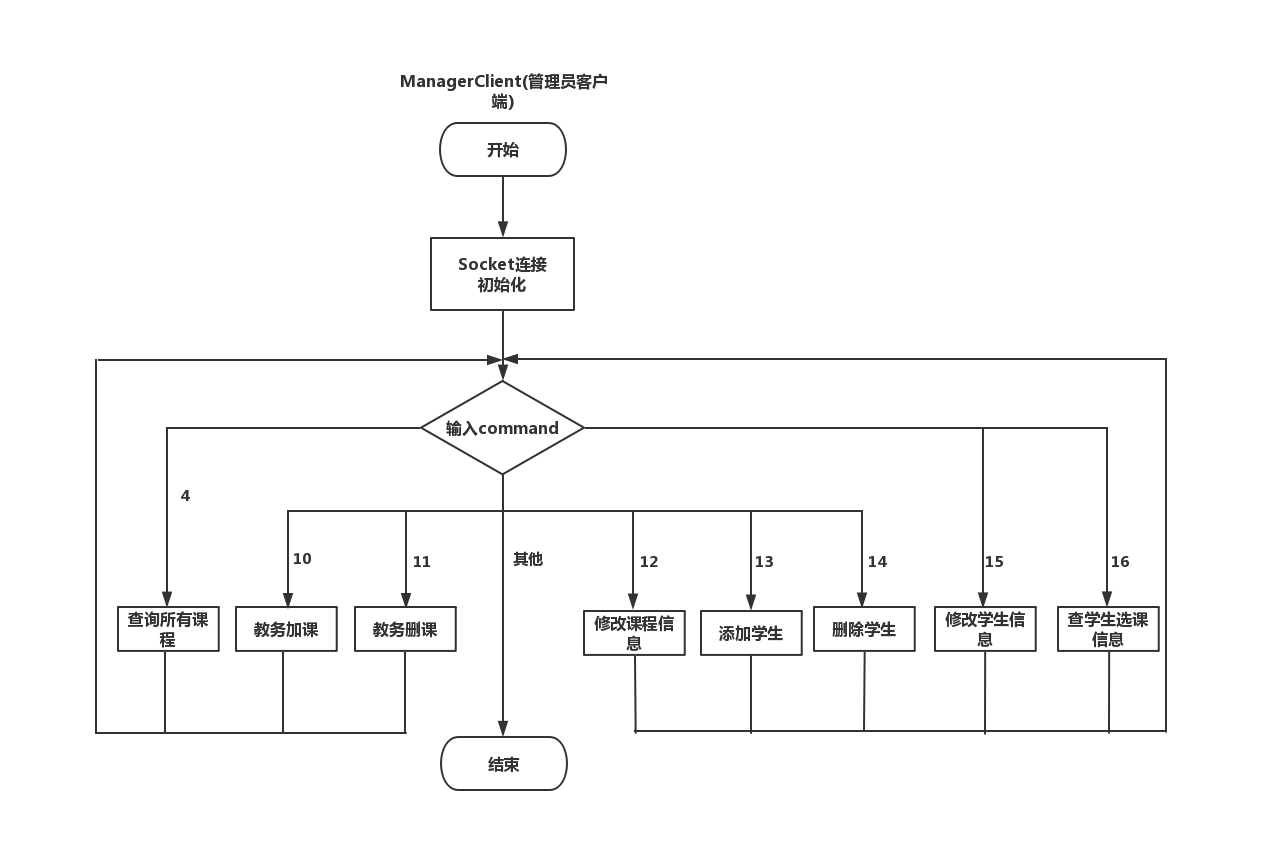 ManagerClient(管理员客户
端)
开始
Socket连接
初始化
输入command
4
10
11
其他
12
13
14
15
16
查询所有课
程
教务加课
教务删课
修改课程信
息
添加学生
删除学生
修改学生信
息
查学生选课
信息
结束